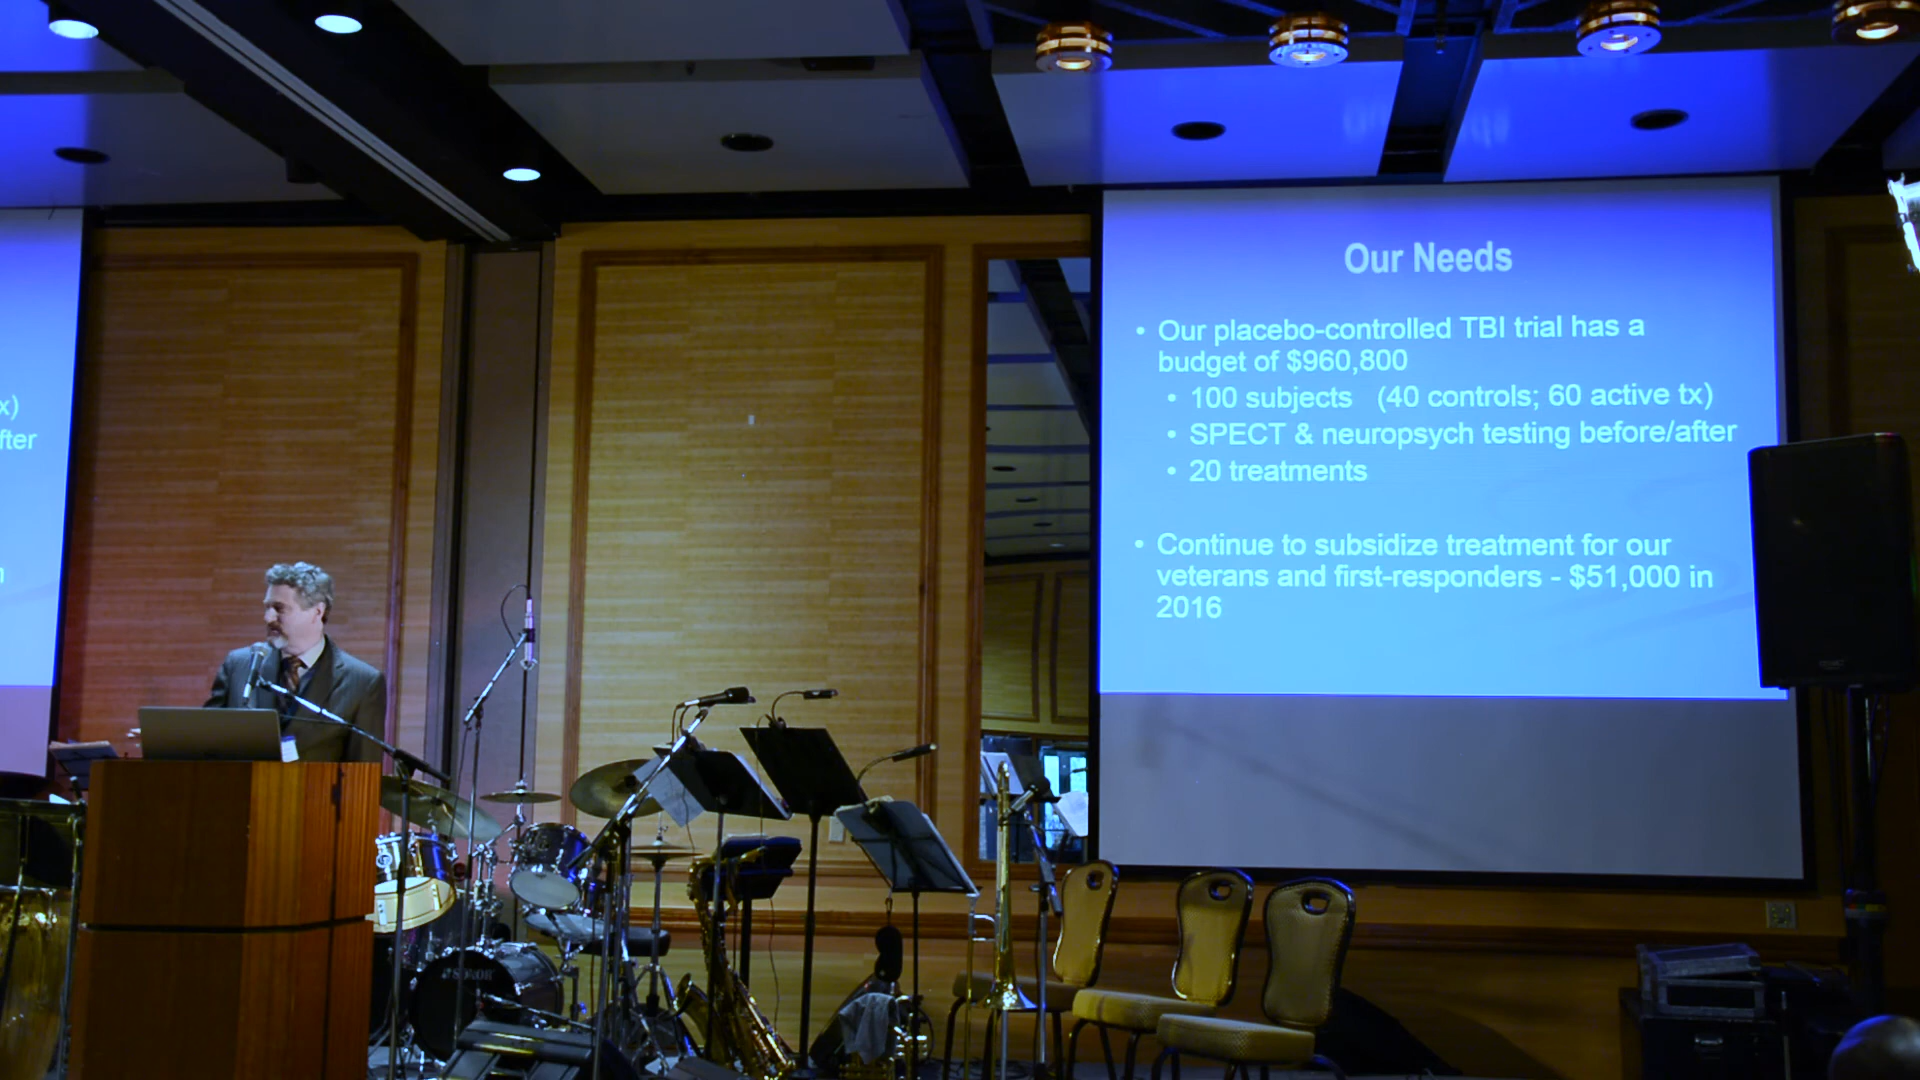 x)
fter
Our Needs
• Our placebo-controlled TBI trial has a
budget of $960,800
• 100 subjects (40 controls; 60 active tx)
• SPECT & neuropsych testing before/after
• 20 treatments
• Continue to subsidize treatment for our
veterans and first-responders - $51,000 in
2016
SONOR